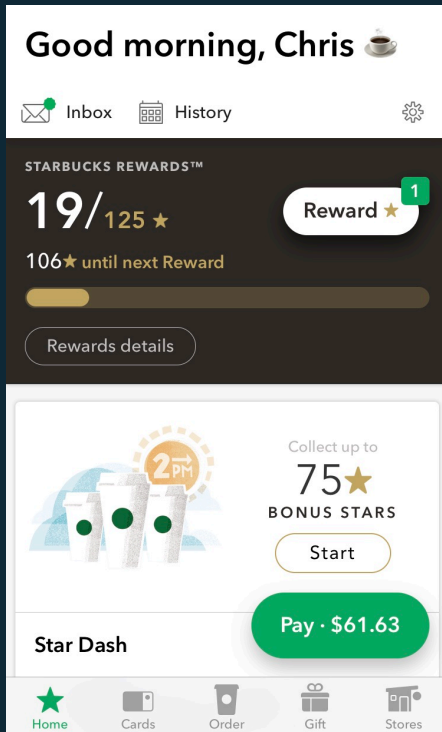 Good morning, Chris ☕
Inbox
History
STARBUCKS REWARDS™
19/125 ★
Reward ★
1
106★ until next Reward
Rewards details
2PM
Collect up to
75★
BONUS STARS
Start
Pay · $61.63
Star Dash
Home
Cards
Order
Gift
Stores